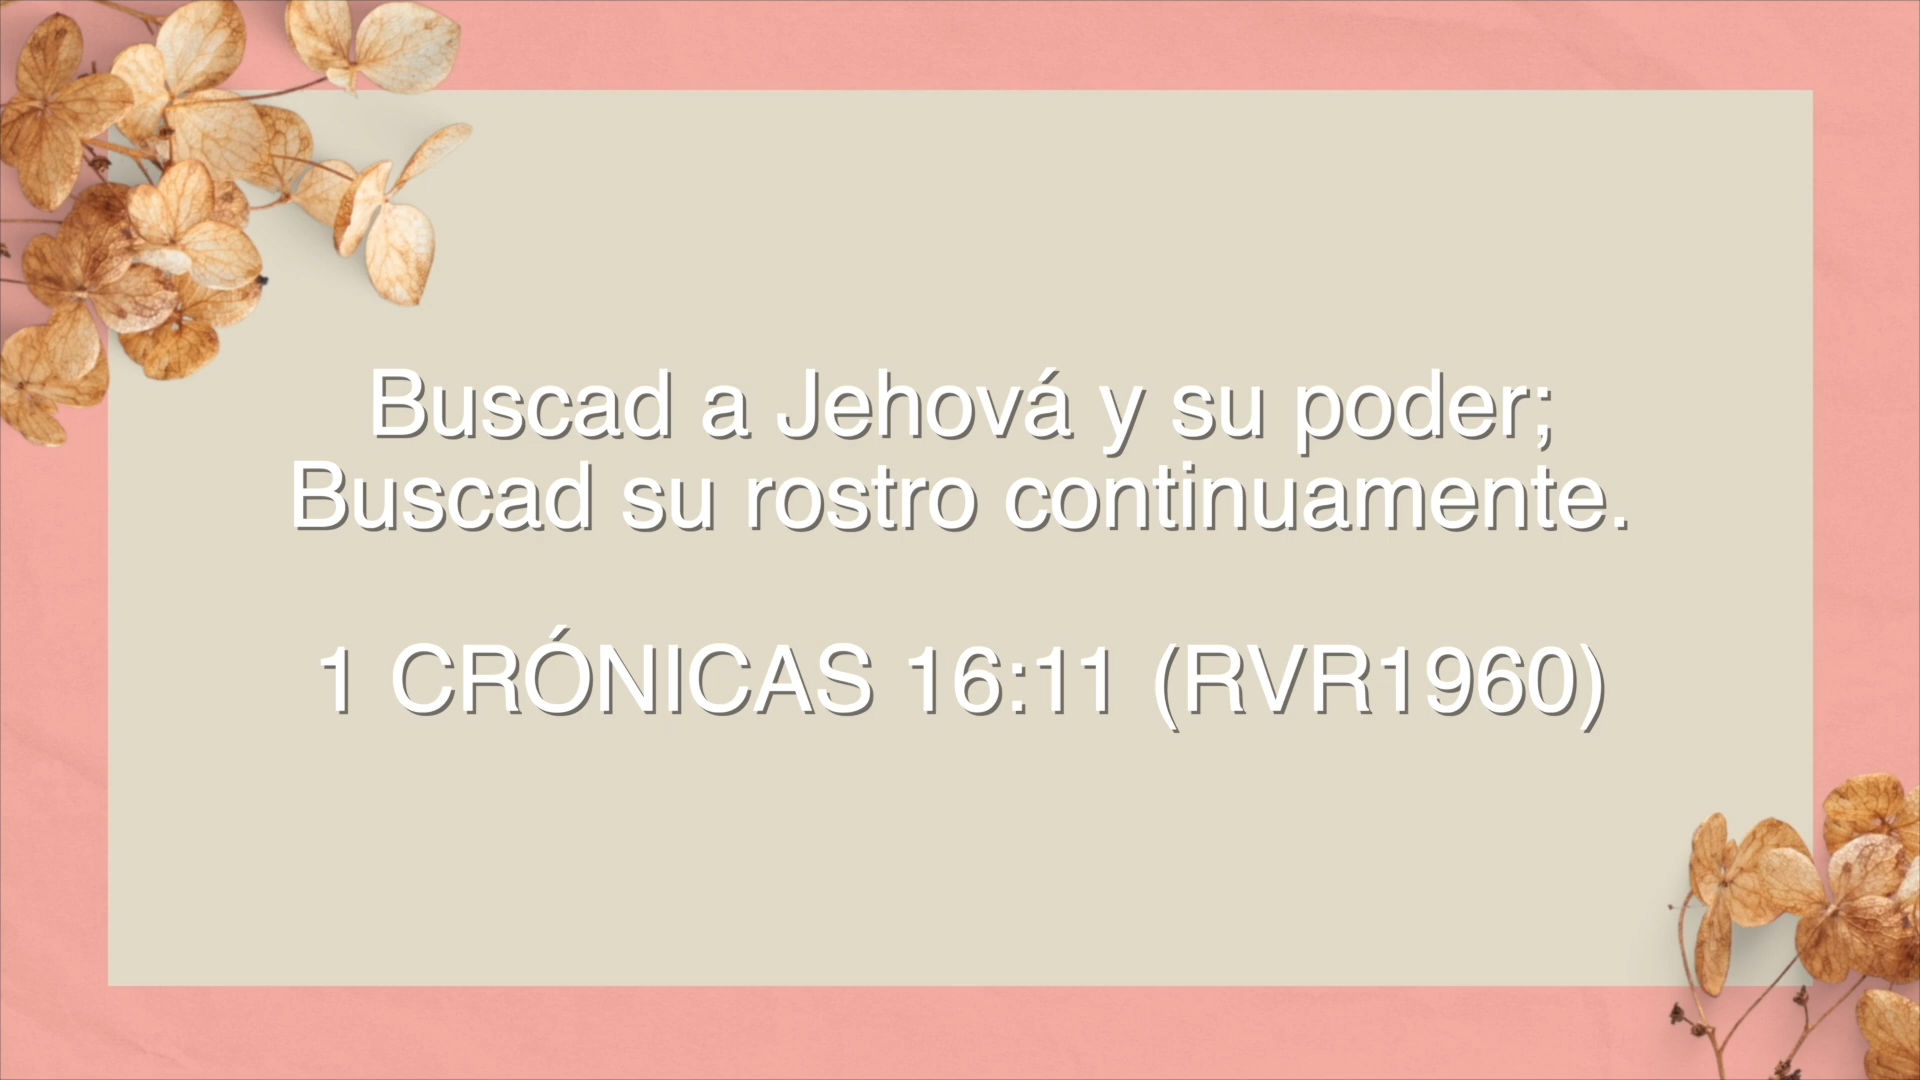 Buscad a Jehová y su poder;
Buscad su rostro continuamente.
1 CRÓNICAS 16:11 (RVR1960)